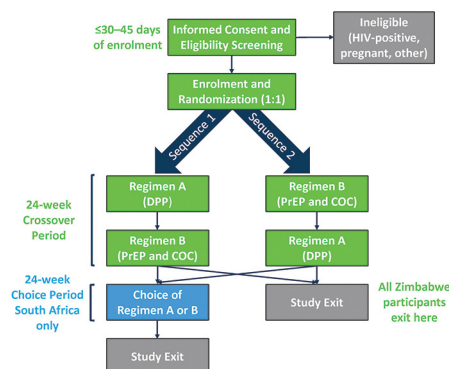 ≤30–45 days
of enrolment
Informed Consent and
Eligibility Screening
Ineligible
(HIV-positive,
pregnant, other)
Enrolment and
Randomization (1:1)
Sequence 1
Sequence 2
24-week
Crossover
Period
Regimen A
(DPP)
Regimen B
(PrEP and COC)
Regimen B
(PrEP and COC)
Regimen A
(DPP)
24-week
Choice Period
South Africa
only
Choice of
Regimen A or B
Study Exit
All Zimbabwe
participants
exit here
Study Exit